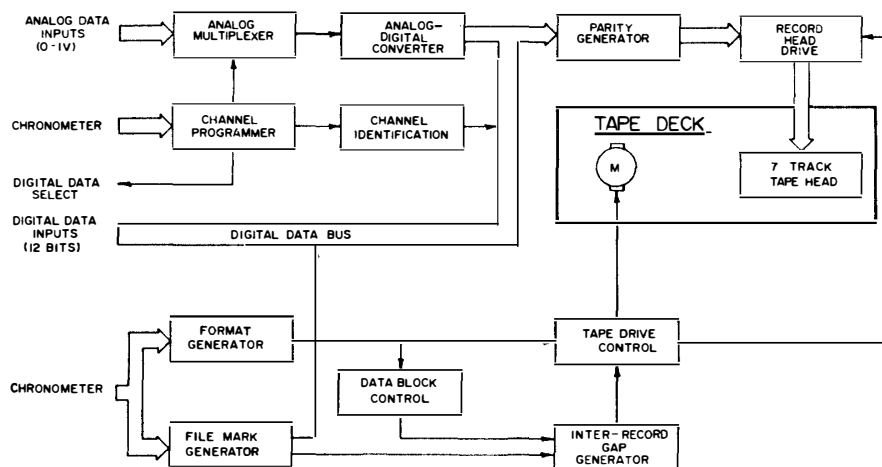 ANALOG DATA
INPUTS
(0-1V)
ANALOG
MULTIPLEXER
ANALOG-
DIGITAL
CONVERTER
PARITY
GENERATOR
RECORD
HEAD
DRIVE
CHRONOMETER
CHANNEL
PROGRAMMER
CHANNEL
IDENTIFICATION
TAPE DECK
M
7 TRACK
TAPE HEAD
DIGITAL DATA
SELECT
DIGITAL DATA
INPUTS
(12 BITS)
DIGITAL DATA BUS
FORMAT
GENERATOR
TAPE DRIVE
CONTROL
CHRONOMETER
DATA BLOCK
CONTROL
FILE MARK
GENERATOR
INTER-RECORD
GAP
GENERATOR